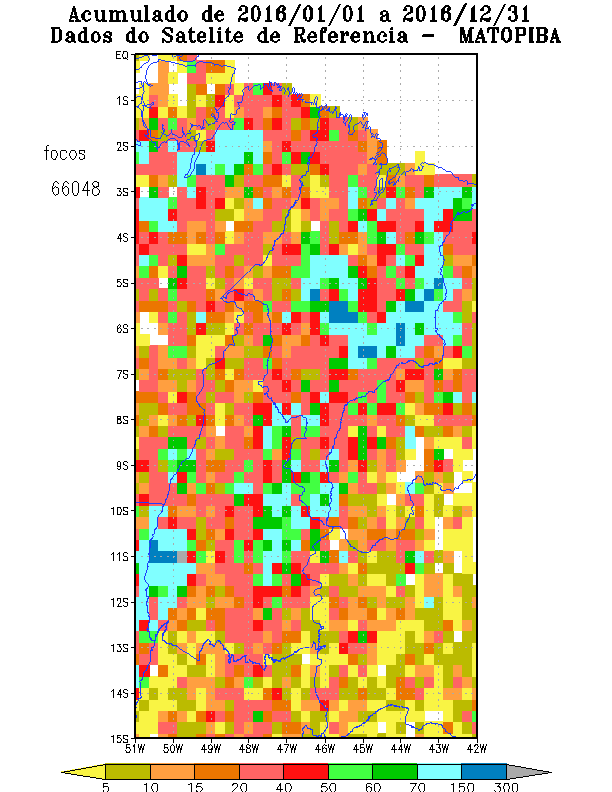 Acumulado de 2016/01/01 a 2016/12/31
Dados do Satelite de Referencia - MATOPIBA
focos
66048
EQ
1S
2S
3S
4S
5S
6S
7S
8S
9S
10S
11S
12S
13S
14S
15S
51W 50W 49W 48W 47W 46W 45W 44W 43W 42W
5 10 15 20 40 50 60 70 150 300